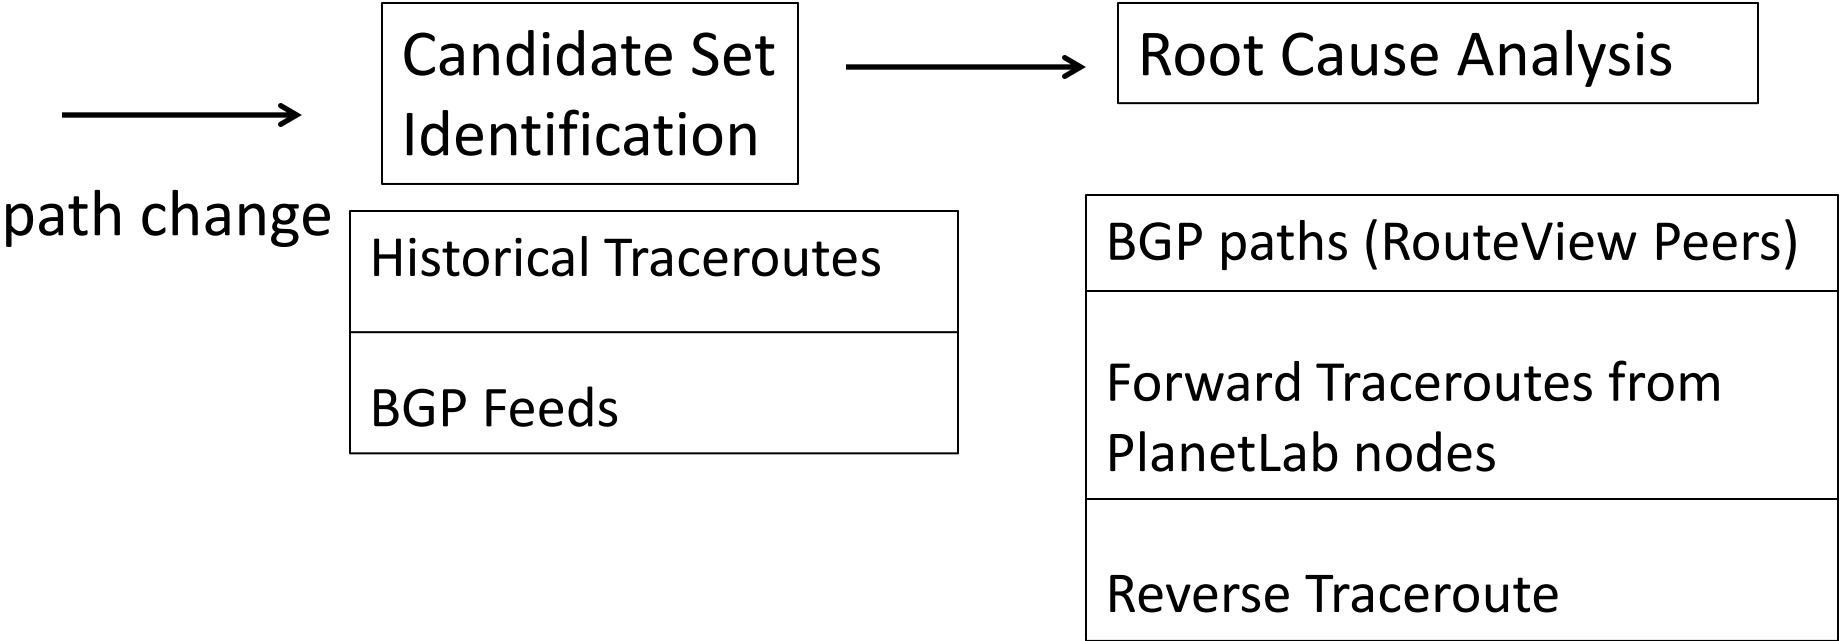 path change
Candidate Set
Identification
Historical Traceroutes
BGP Feeds
Root Cause Analysis
BGP paths (RouteView Peers)
Forward Traceroutes from
PlanetLab nodes
Reverse Traceroute